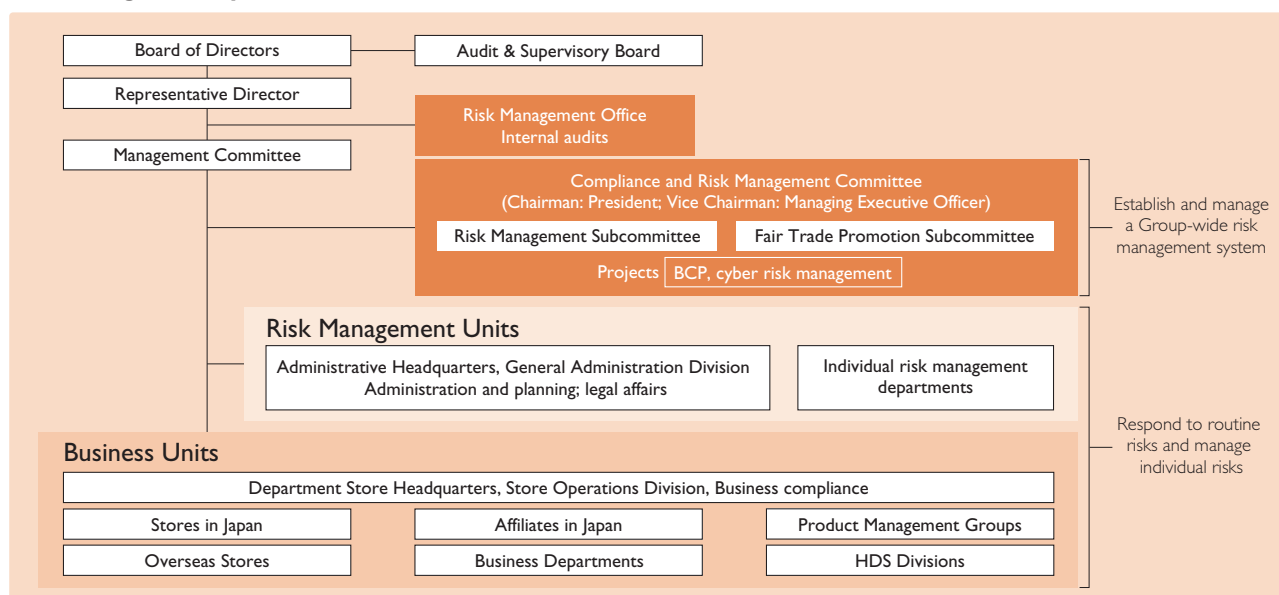 Board of Directors
Audit & Supervisory Board
Representative Director
Risk Management Office
Internal audits
Management Committee
Compliance and Risk Management Committee
(Chairman: President; Vice Chairman: Managing Executive Officer)
Risk Management Subcommittee
Fair Trade Promotion Subcommittee
Projects
BCP, cyber risk management
Establish and manage
a Group-wide risk
management system
Risk Management Units
Administrative Headquarters, General Administration Division
Administration and planning; legal affairs
Individual risk management
departments
Business Units
Department Store Headquarters, Store Operations Division, Business compliance
Stores in Japan
Affiliates in Japan
Product Management Groups
Overseas Stores
Business Departments
HDS Divisions
Respond to routine
risks and manage
individual risks